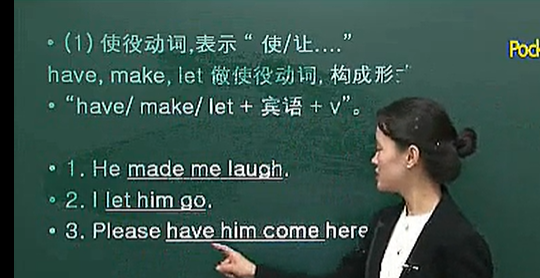 • (1) 使役动词,表示“ 使/让....”
have, make, let 做使役动词, 构成形
• “have/ make/ let + 宾语 + v”。
• 1. He made me laugh.
• 2. I let him go.
• 3. Please have him come here
Pock